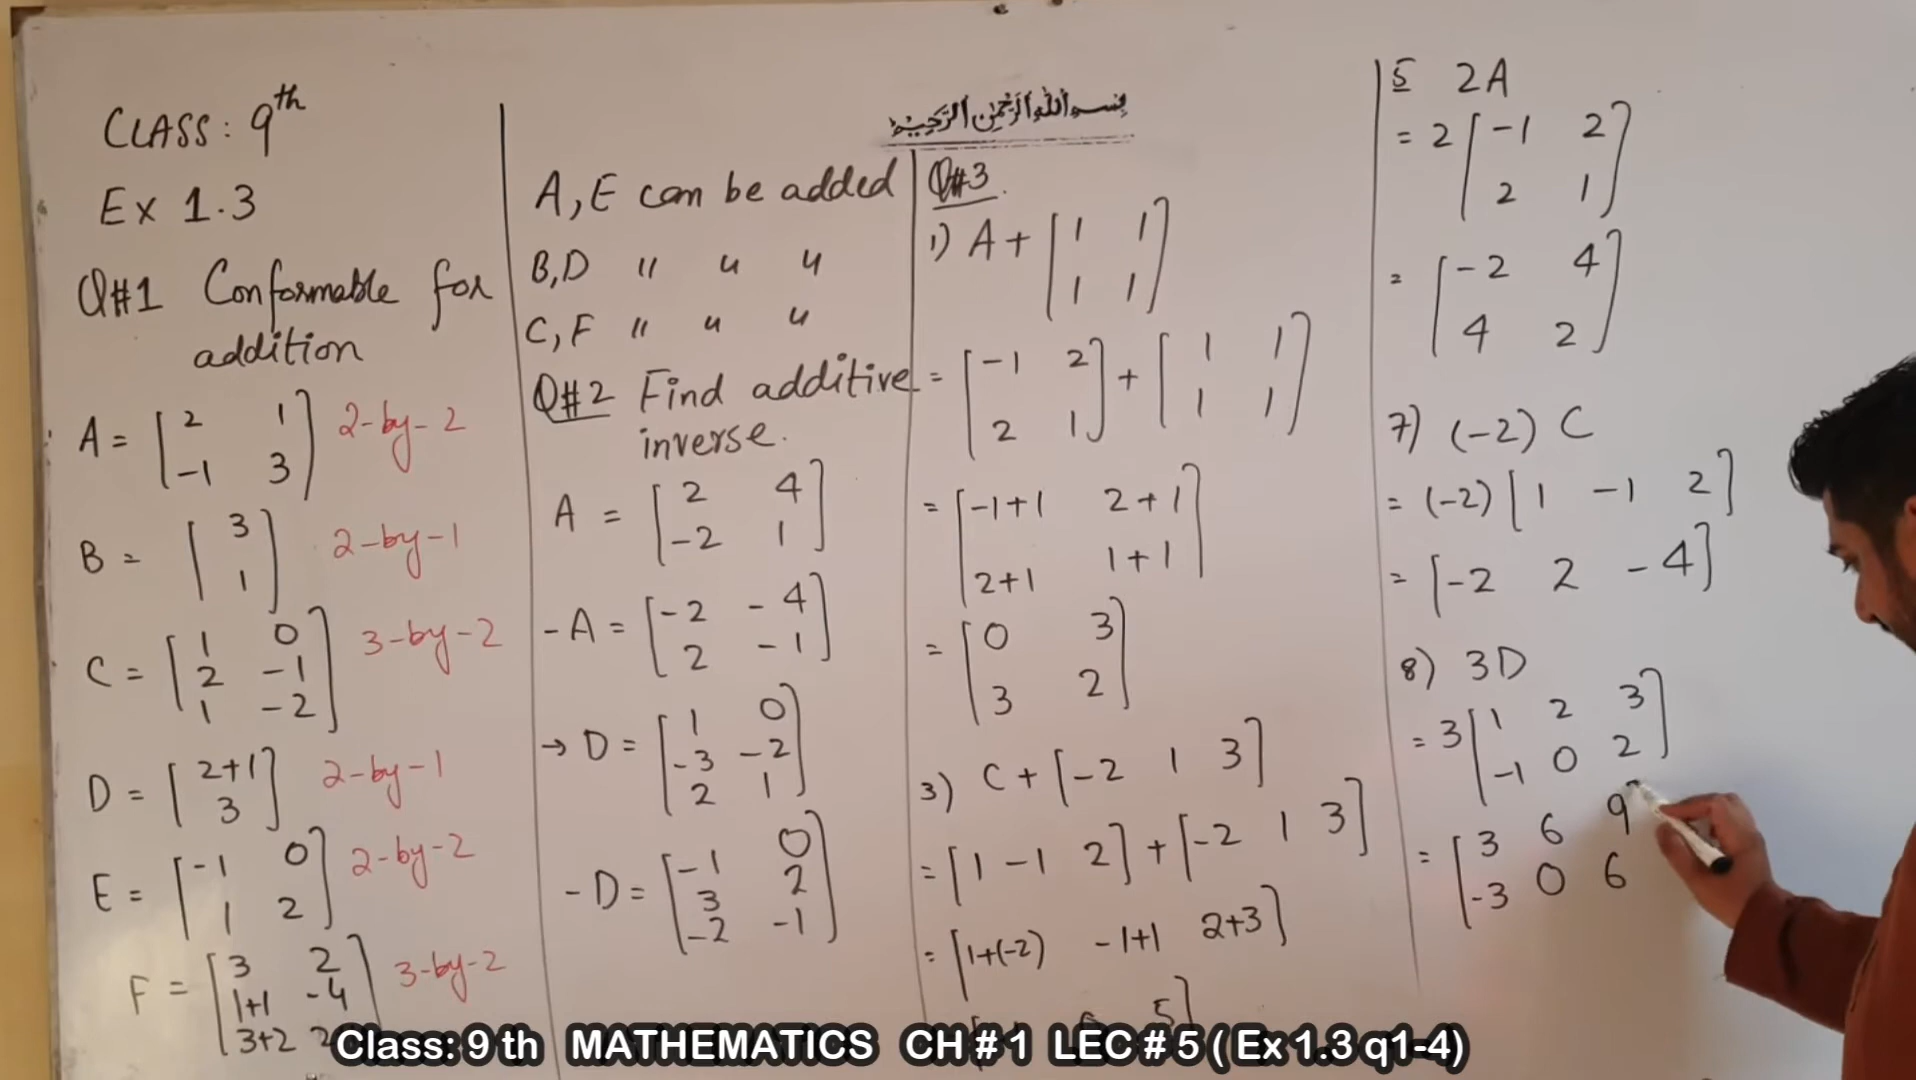 بسم الله الرحمن الرحيم
CLASS: 9th
Ex 1.3
Q#1 Conformable for
addition
A = [2 1] 2-by-2
[-1 3]
B = [3] 2-by-1
[1]
C = [1 0] 3-by-2
[2 -1]
[1 -2]
D = [2+1] 2-by-1
[3]
E = [-1 0] 2-by-2
[1 2]
F = [3 2] 3-by-2
[1+1 -4]
[3+2 2
A, E can be added
B, D " " "
C, F " " "
Q#2 Find additive
inverse.
A = [2 4]
[-2 1]
-A = [-2 -4]
[2 -1]
→ D = [1 0]
[-3 -2]
[2 1]
-D = [-1 0]
[3 2]
[-2 -1]
Q#3.
1) A + [1 1]
[1 1]
= [-1 2] + [1 1]
[2 1] [1 1]
= [-1+1 2+1]
[2+1 1+1]
= [0 3]
[3 2]
3) C + [-2 1 3]
= [1 -1 2] + [-2 1 3]
= [1+(-2) -1+1 2+3]
5]
5 2A
= 2 [-1 2]
[2 1]
= [-2 4]
[4 2]
7) (-2) C
= (-2) [1 -1 2]
= [-2 2 -4]
8) 3D
= 3 [1 2 3]
[-1 0 2]
= [3 6 9
[-3 0 6
Class: 9 th MATHEMATICS CH # 1 LEC # 5 ( Ex 1.3 q1-4)